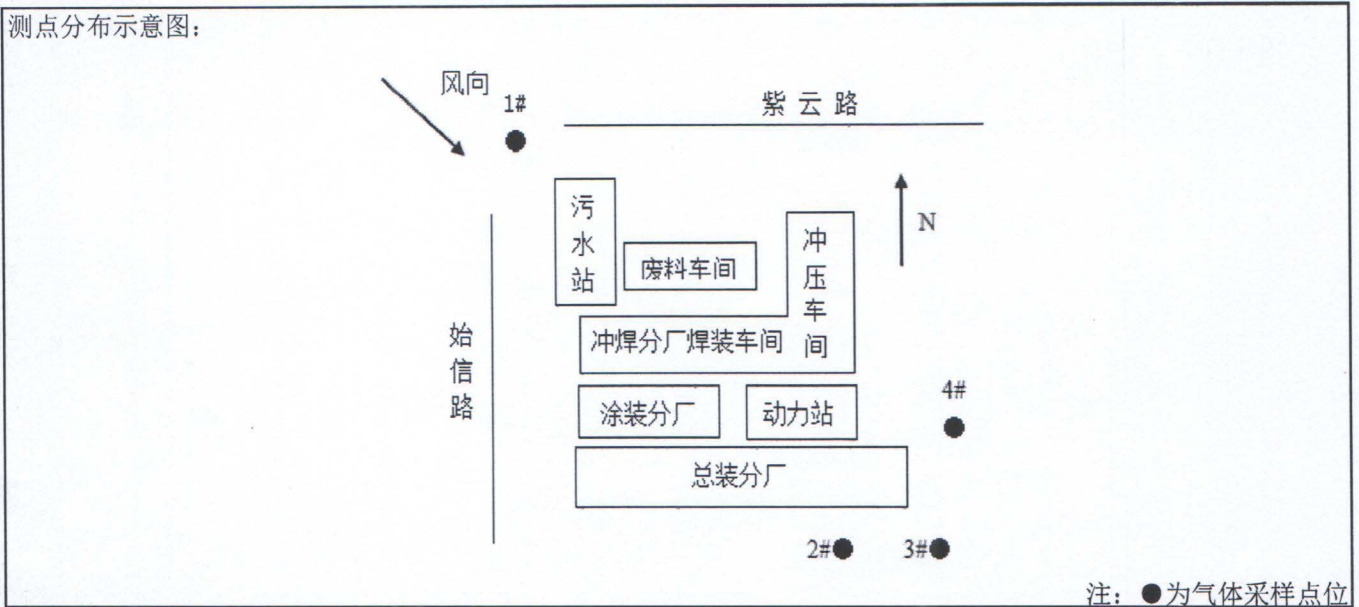 测点分布示意图：
风向
1#
紫云路
N
污水站
废料车间
冲压车间
冲焊分厂焊装车间
始信路
涂装分厂
动力站
4#
总装分厂
2#
3#
注：●为气体采样点位